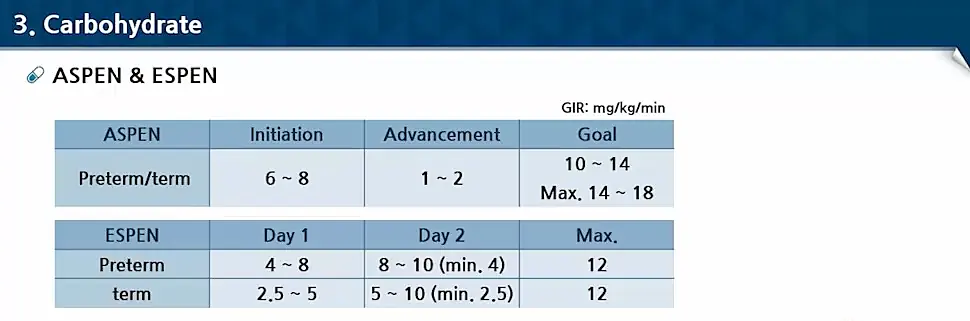 3. Carbohydrate
ASPEN & ESPEN
GIR: mg/kg/min
ASPEN Initiation Advancement Goal
Preterm/term 6 ~ 8 1 ~ 2 10 ~ 14
Max. 14 ~ 18
ESPEN Day 1 Day 2 Max.
Preterm 4 ~ 8 8 ~ 10 (min. 4) 12
term 2.5 ~ 5 5 ~ 10 (min. 2.5) 12